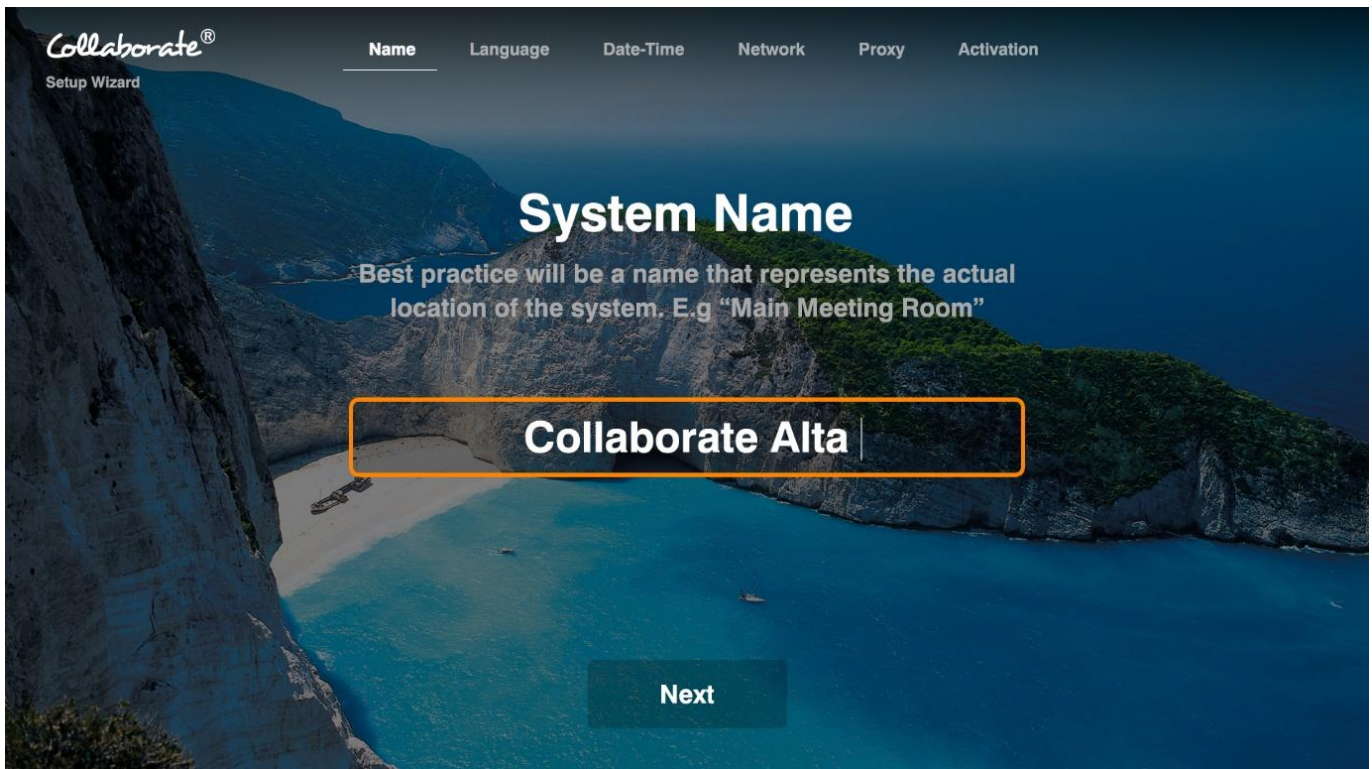 Collaborate®
Setup Wizard
Name Language Date-Time Network Proxy Activation
System Name
Best practice will be a name that represents the actual
location of the system. E.g “Main Meeting Room”
Collaborate Alta
Next